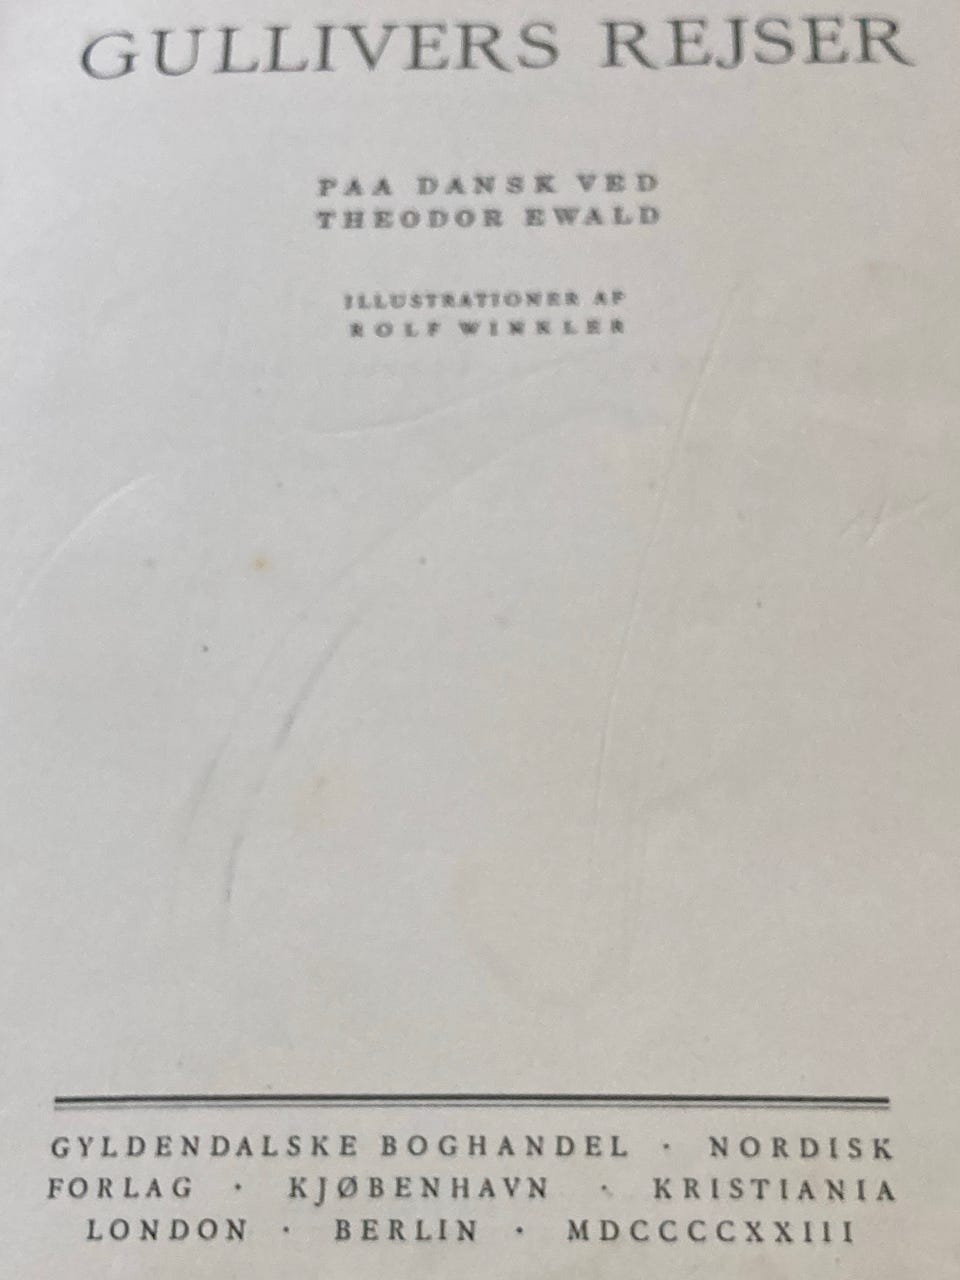 GULLIVERS REJSER
PAA DANSK VED
THEODOR EWALD
ILLUSTRATIONER AF
ROLF WINKLER
GYLDENDALSKE BOGHANDEL · NORDISK
FORLAG · KJØBENHAVN · KRISTIANIA
LONDON · BERLIN · MDCCCCXXIII